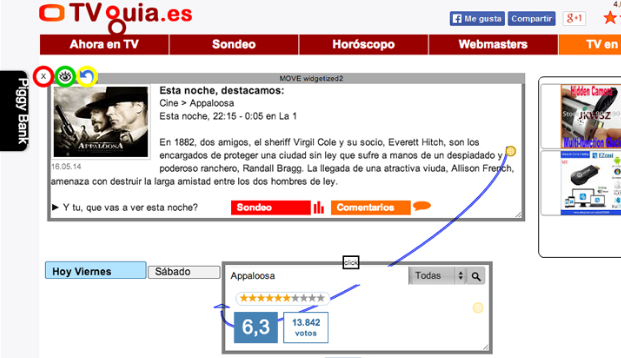 TVguia.es
Me gusta
Compartir
g+1
4.
Ahora en TV
Sondeo
Horóscopo
Webmasters
TV en
Piggy Bank
x
MOVE widgetized2
APPALOOSA
16.05.14
Esta noche, destacamos:
Cine > Appaloosa
Esta noche, 22:15 - 0:05 en La 1
En 1882, dos amigos, el sheriff Virgil Cole y su socio, Everett Hitch, son los
encargados de proteger una ciudad sin ley que sufre a manos de un despiadado y
poderoso ranchero, Randall Bragg. La llegada de una atractiva viuda, Allison French,
amenaza con destruir la larga amistad entre los dos hombres de ley.
► Y tu, que vas a ver esta noche?
Sondeo
Comentarios
Hidden Camera
JKWSZ
Multi-function
EZcast
Hoy Viernes
Sábado
click
Appaloosa
Todas
6,3
13.842
votos